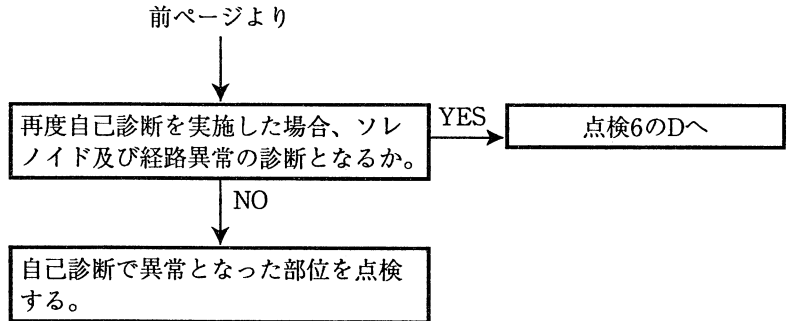 前ページより
再度自己診断を実施した場合、ソレ
ノイド及び経路異常の診断となるか。
YES
点検6のDへ
NO
自己診断で異常となった部位を点検
する。